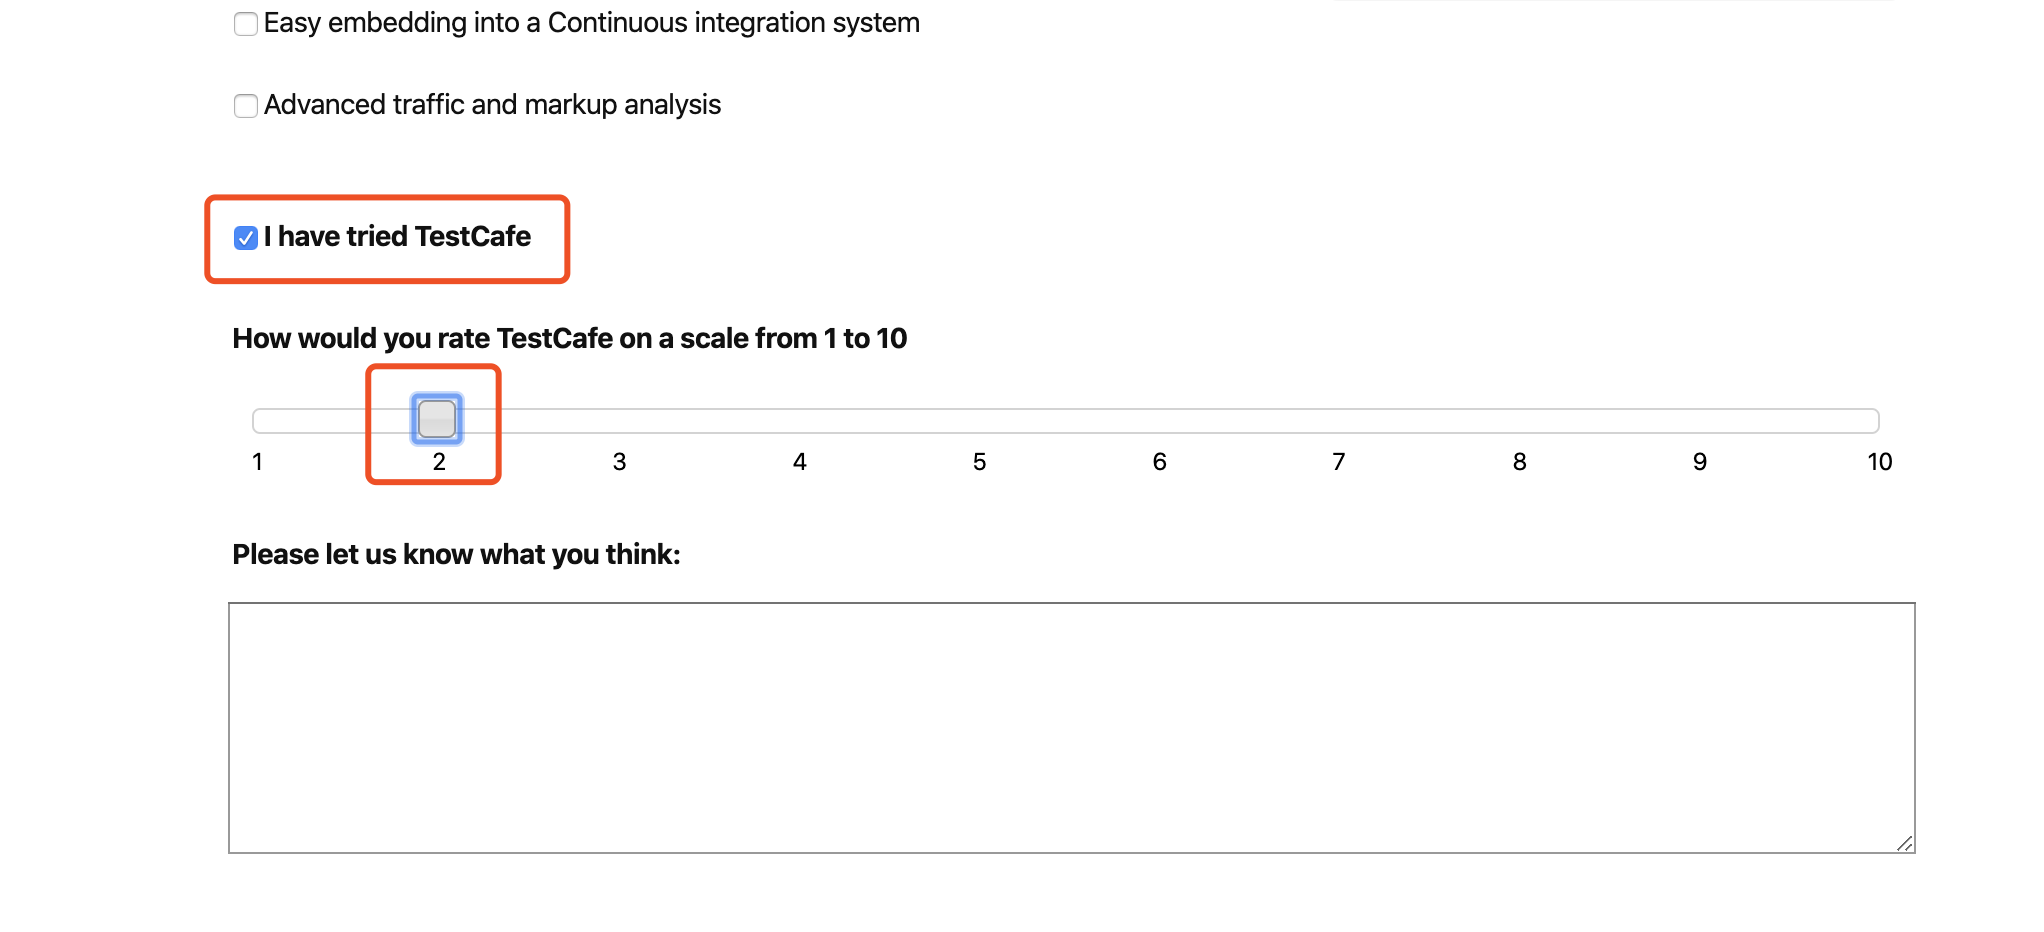 Easy embedding into a Continuous integration system
Advanced traffic and markup analysis
I have tried TestCafe
How would you rate TestCafe on a scale from 1 to 10
1 2 3 4 5 6 7 8 9 10
Please let us know what you think: